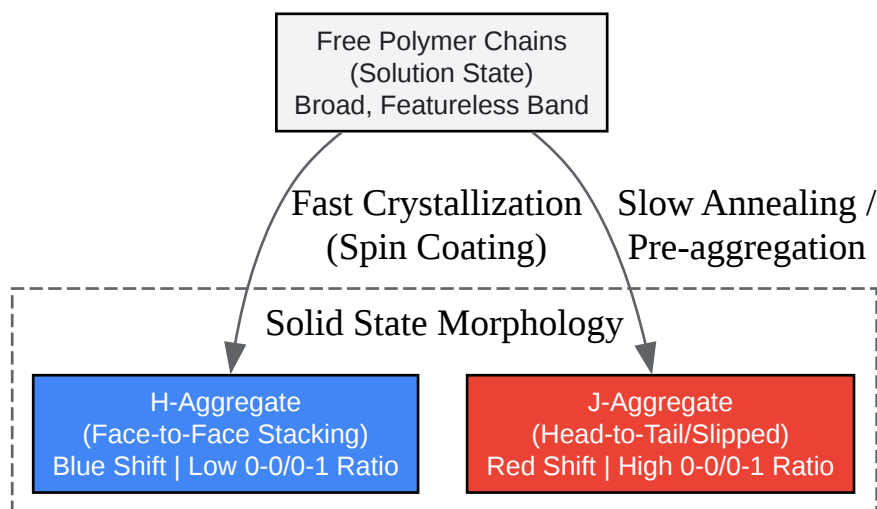 Free Polymer Chains
(Solution State)
Broad, Featureless Band
Fast Crystallization
(Spin Coating)
Slow Annealing /
Pre-aggregation
Solid State Morphology
H-Aggregate
(Face-to-Face Stacking)
Blue Shift | Low 0-0/0-1 Ratio
J-Aggregate
(Head-to-Tail/Slipped)
Red Shift | High 0-0/0-1 Ratio